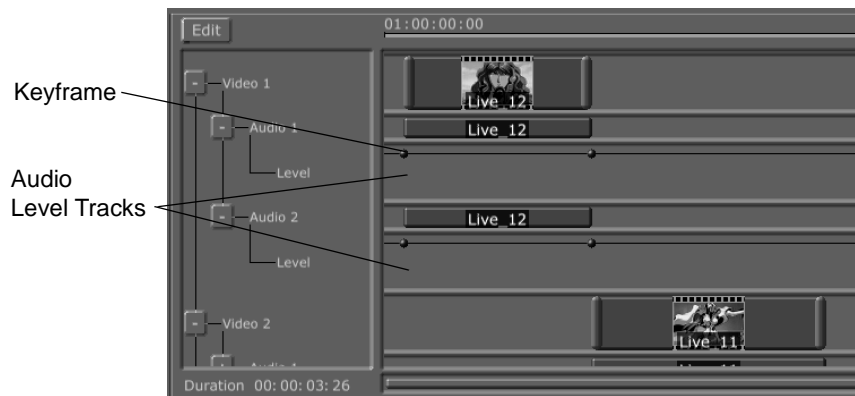 Edit
01:00:00:00
Keyframe
Video 1
Live_12
Audio 1
Live_12
Level
Audio
Level Tracks
Audio 2
Live_12
Level
Video 2
Live_11
Duration 00:00:03:26